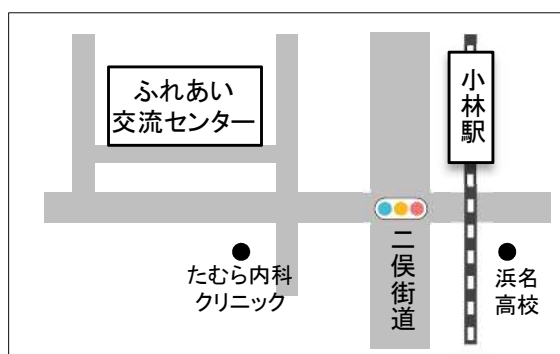 ふれあい
交流センター
小林駅
二俣街道
たむら内科
クリニック
浜名
高校